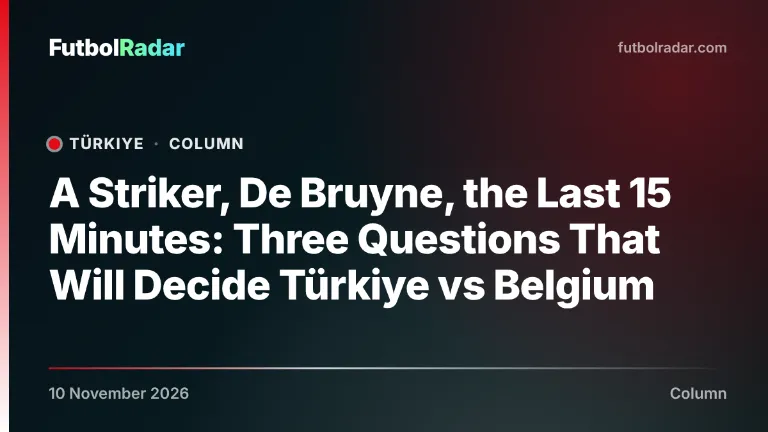 FutbolRadar
futbolradar.com
TÜRKIYE · COLUMN
A Striker, De Bruyne, the Last 15
Minutes: Three Questions That
Will Decide Türkiye vs Belgium
10 November 2026
Column